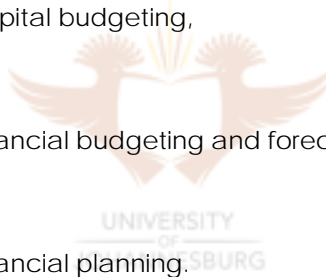 pital budgeting,
ancial budgeting and forec
UNIVERSITY
OF
JOHANNESBURG
ancial planning.